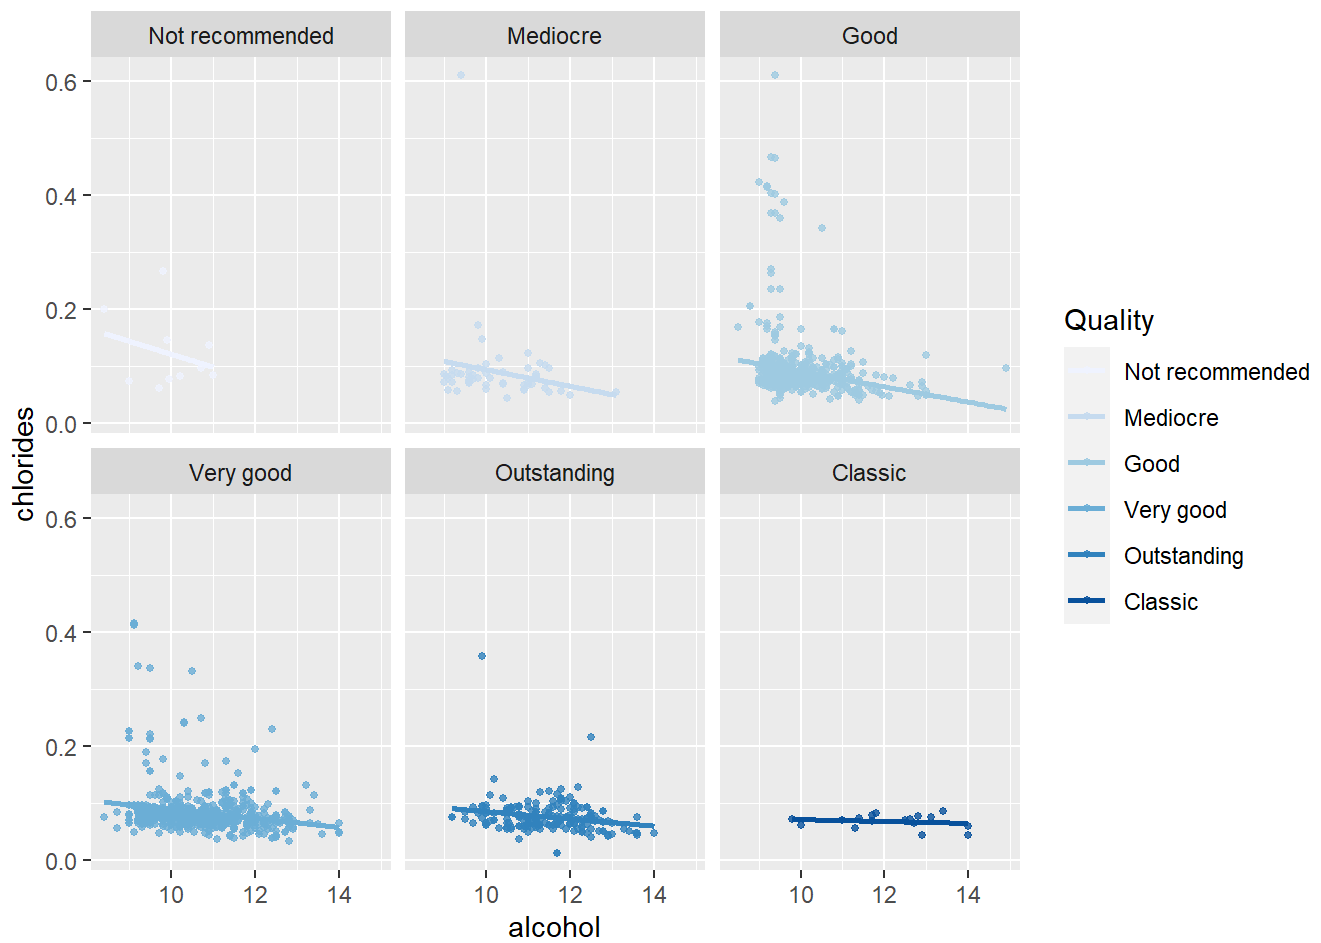 Not recommended
Mediocre
Good
0.6
0.4
0.2
0.0
Very good
Outstanding
Classic
0.6
0.4
0.2
0.0
10 12 14
10 12 14
10 12 14
alcohol
chlorides
Quality
Not recommended
Mediocre
Good
Very good
Outstanding
Classic